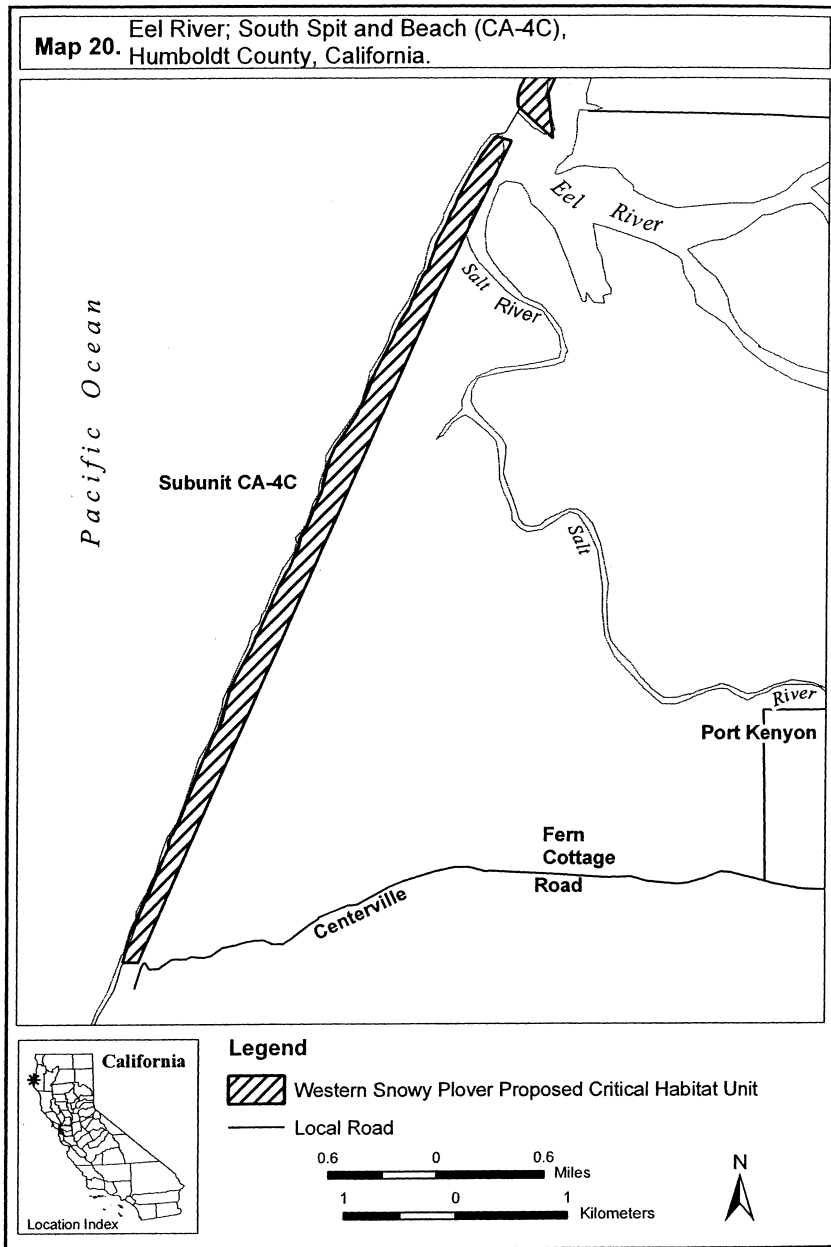 Map 20. Eel River; South Spit and Beach (CA-4C),
Humboldt County, California.
Eel River
Salt River
Pacific Ocean
Subunit CA-4C
Salt
River
Port Kenyon
Fern
Cottage
Road
Centerville
California
Location Index
Legend
Western Snowy Plover Proposed Critical Habitat Unit
Local Road
0.6 0 0.6
Miles
1 0 1
Kilometers
N